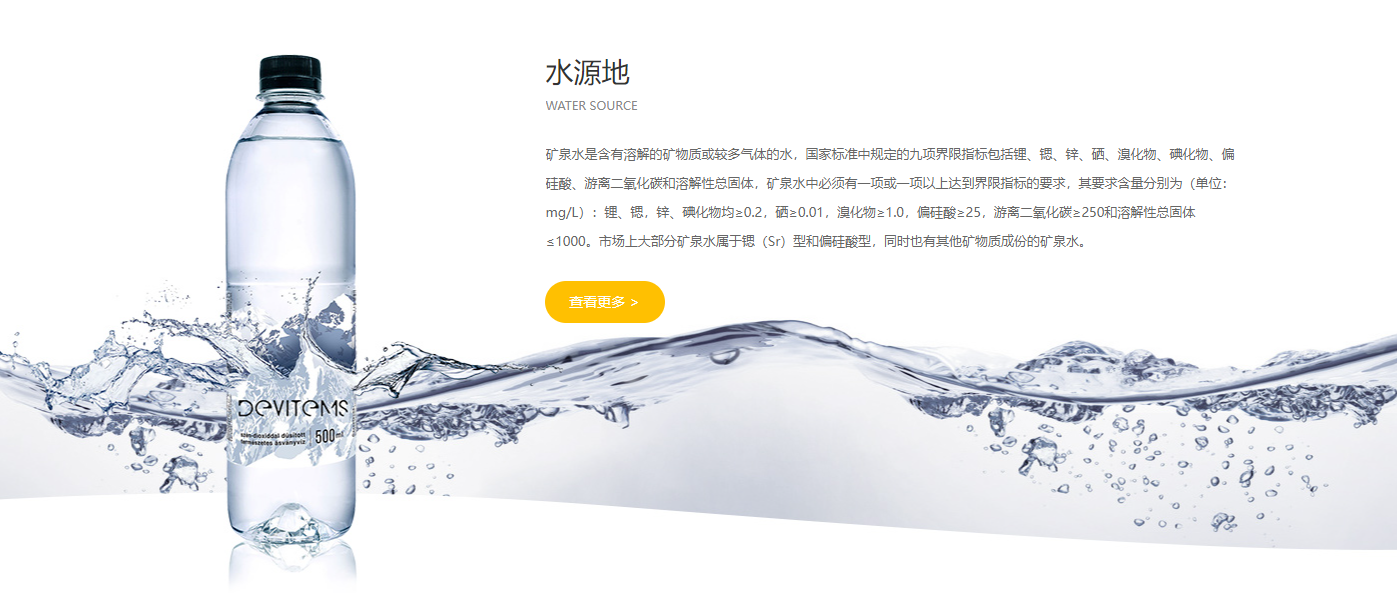 水源地
WATER SOURCE
矿泉水是含有溶解的矿物质或较多气体的水，国家标准中规定的九项界限指标包括锂、锶、锌、硒、溴化物、碘化物、偏
硅酸、游离二氧化碳和溶解性总固体，矿泉水中必须有一项或一项以上达到界限指标的要求，其要求含量分别为（单位：
mg/L）：锂、锶，锌、碘化物均≥0.2，硒≥0.01，溴化物≥1.0，偏硅酸≥25，游离二氧化碳≥250和溶解性总固体
≤1000。市场上大部分矿泉水属于锶（Sr）型和偏硅酸型，同时也有其他矿物质成份的矿泉水。
查看更多 >
DEVITEMS
szén-dioxiddal dúsított
természetes ásványvíz
500ml